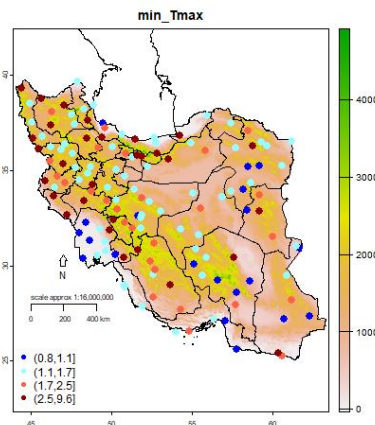 min_Tmax
40
35
30
25
N
scale approx 1:16,000,000
0 200 400 km
(0.8,1.1]
(1.1,1.7]
(1.7,2.5]
(2.5,9.6]
45 50 55 60
4000
3000
2000
1000
0